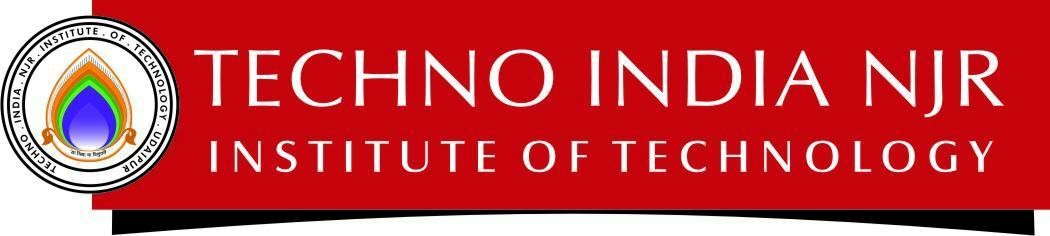 TECHNO . INDIA . NJR . INSTITUTE . OF . TECHNOLOGY . UDAIPUR
TECHNO INDIA NJR
INSTITUTE OF TECHNOLOGY